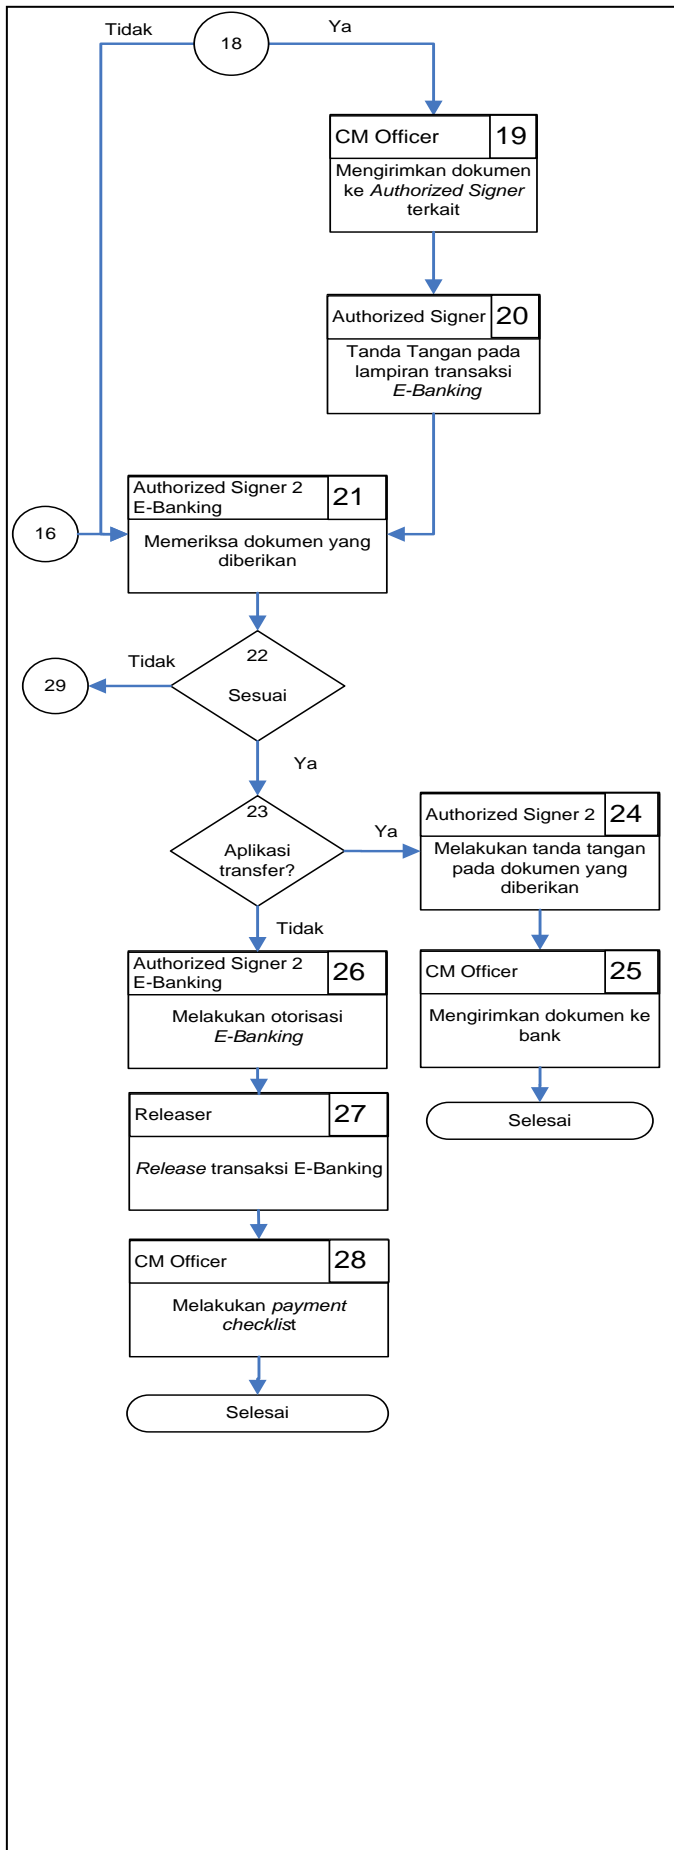 Tidak
18
Ya
CM Officer
19
Mengirimkan dokumen
ke Authorized Signer
terkait
Authorized Signer
20
Tanda Tangan pada
lampiran transaksi
E-Banking
Authorized Signer 2
E-Banking
21
16
Memeriksa dokumen yang
diberikan
22
Sesuai
Tidak
29
Ya
23
Aplikasi
transfer?
Ya
Authorized Signer 2
24
Melakukan tanda tangan
pada dokumen yang
diberikan
Tidak
Authorized Signer 2
E-Banking
26
Melakukan otorisasi
E-Banking
CM Officer
25
Mengirimkan dokumen ke
bank
Releaser
27
Release transaksi E-Banking
Selesai
CM Officer
28
Melakukan payment
checklist
Selesai